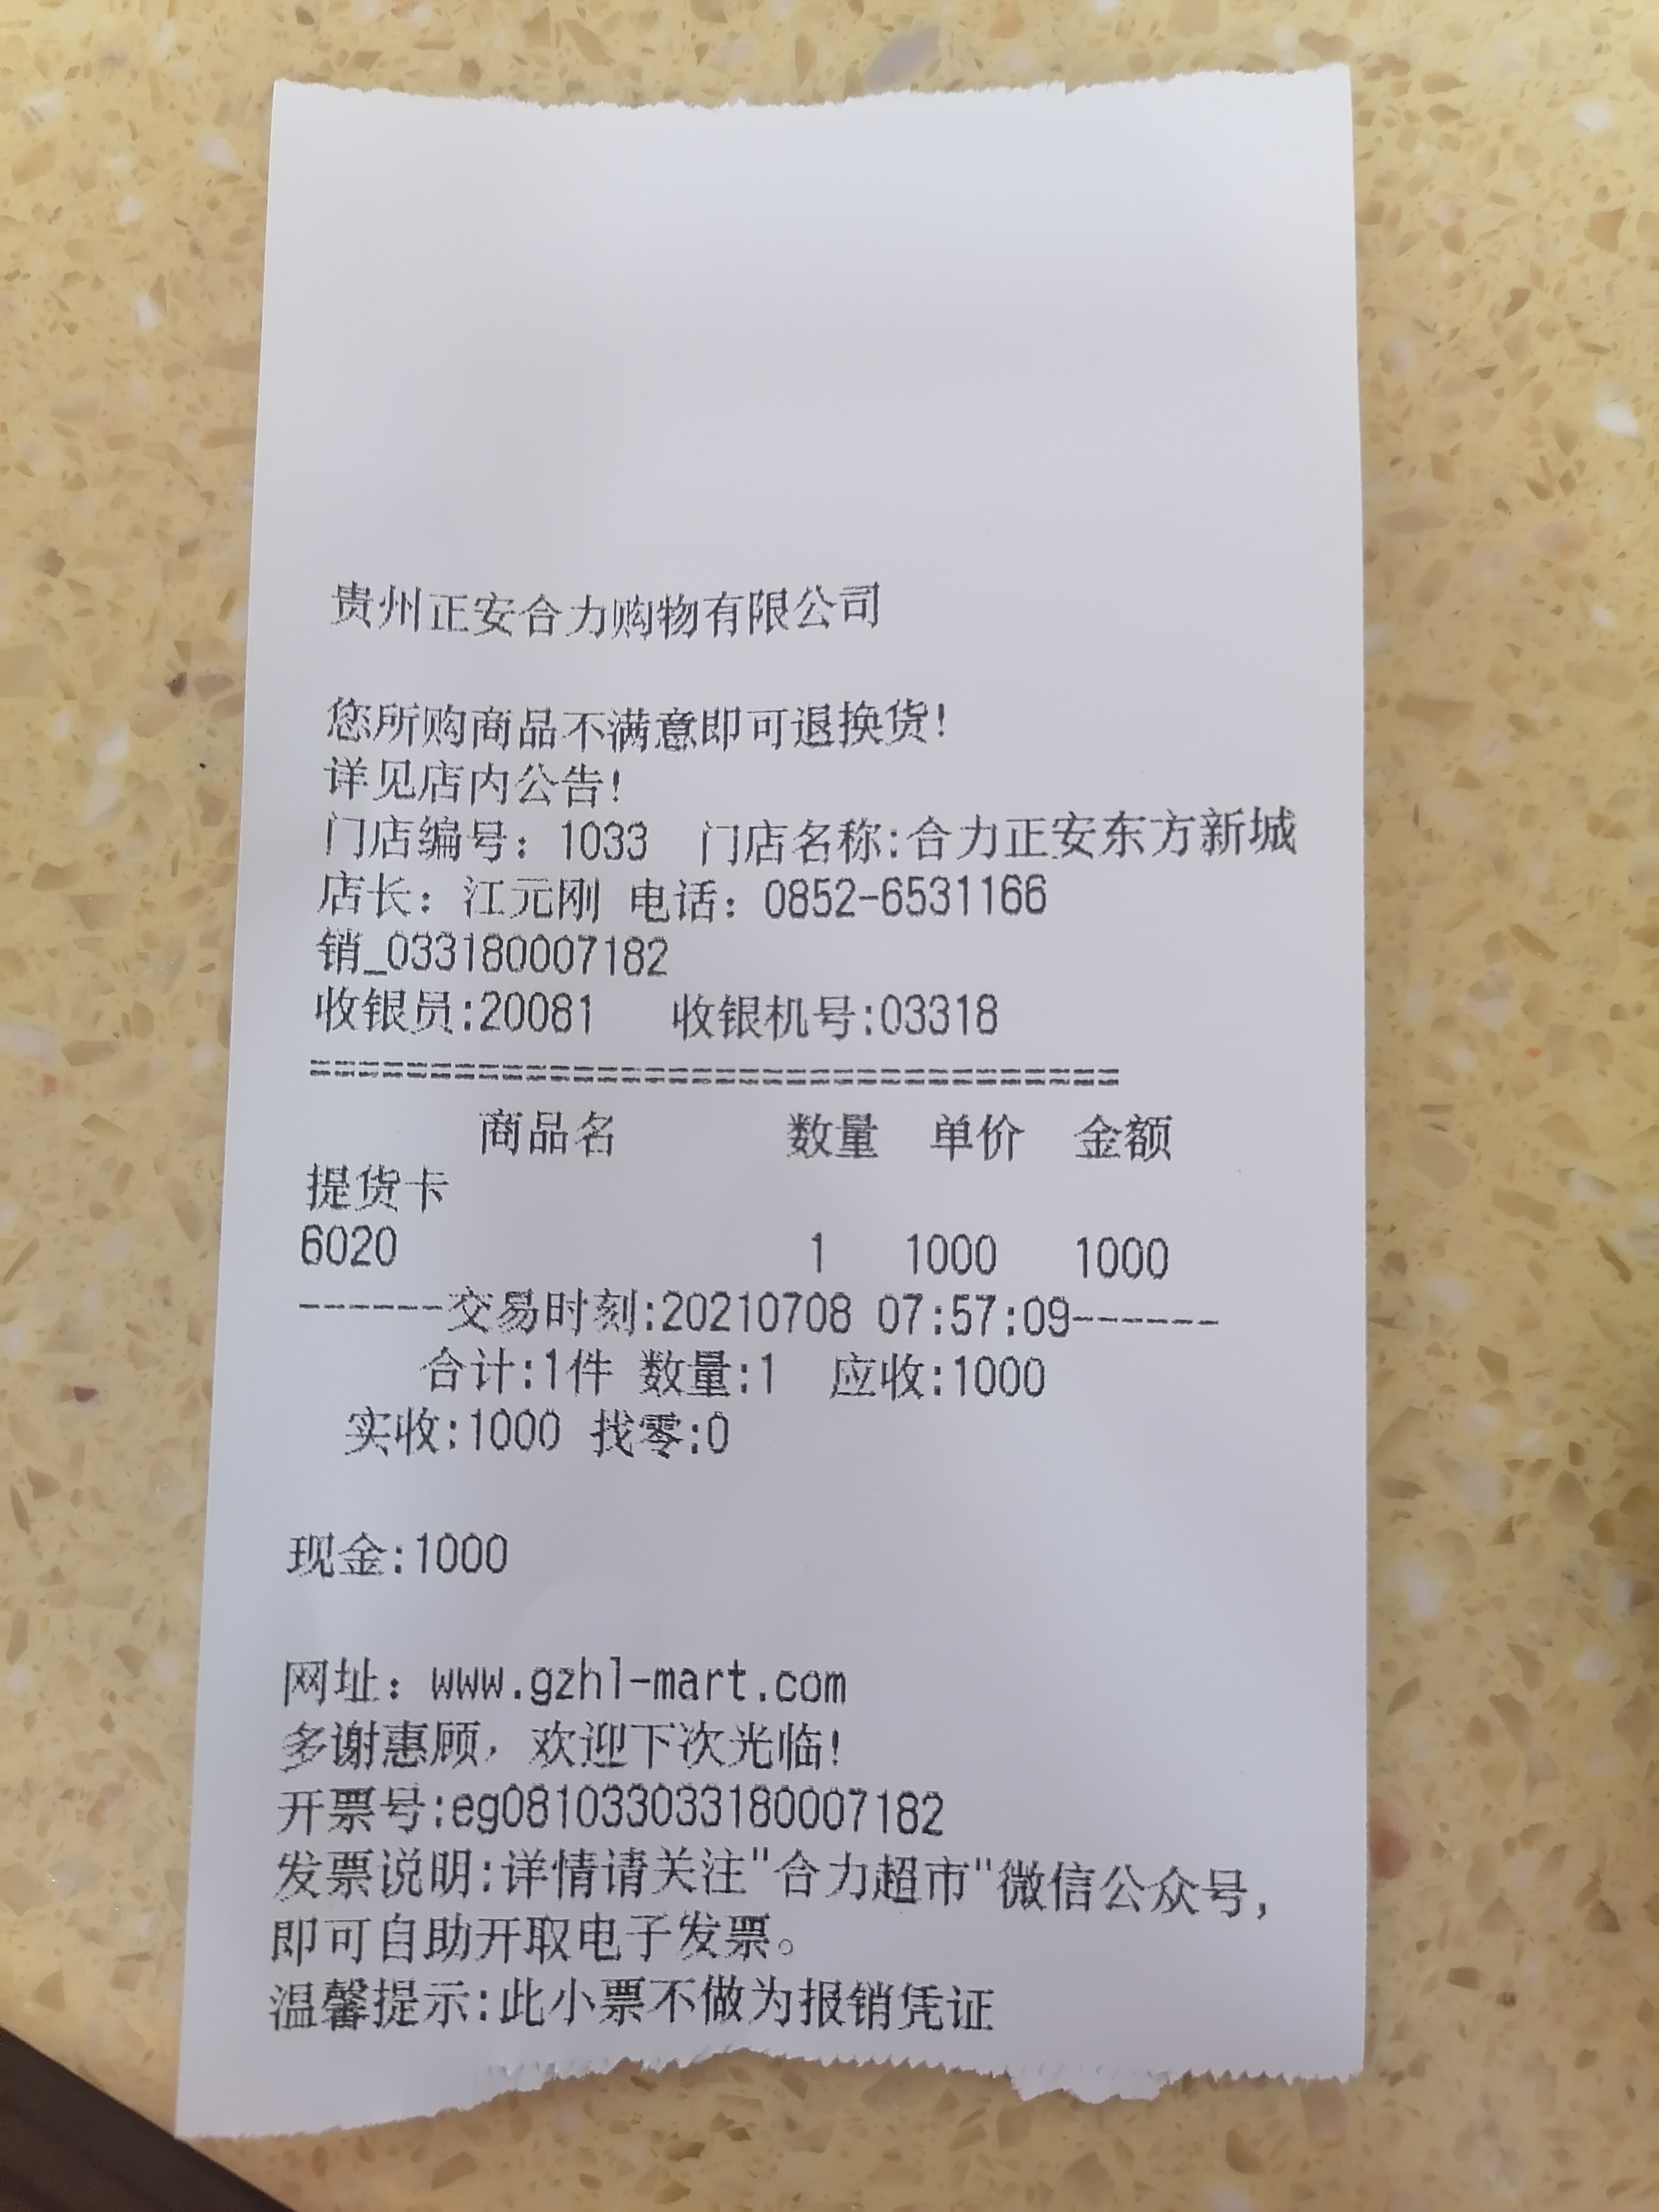 贵州正安合力购物有限公司
您所购商品不满意即可退换货!
详见店内公告!
门店编号: 1033 门店名称:合力正安东方新城
店长: 江元刚 电话: 0852-6531166
销_033180007182
收银员:20081 收银机号:03318
==================================
商品名 数量 单价 金额
提货卡
6020 1 1000 1000
------交易时刻:20210708 07:57:09------
合计:1件 数量:1 应收:1000
实收:1000 找零:0
现金:1000
网址: www.gzhl-mart.com
多谢惠顾, 欢迎下次光临!
开票号:eg081033033180007182
发票说明:详情请关注"合力超市"微信公众号,
即可自助开取电子发票。
温馨提示:此小票不做为报销凭证